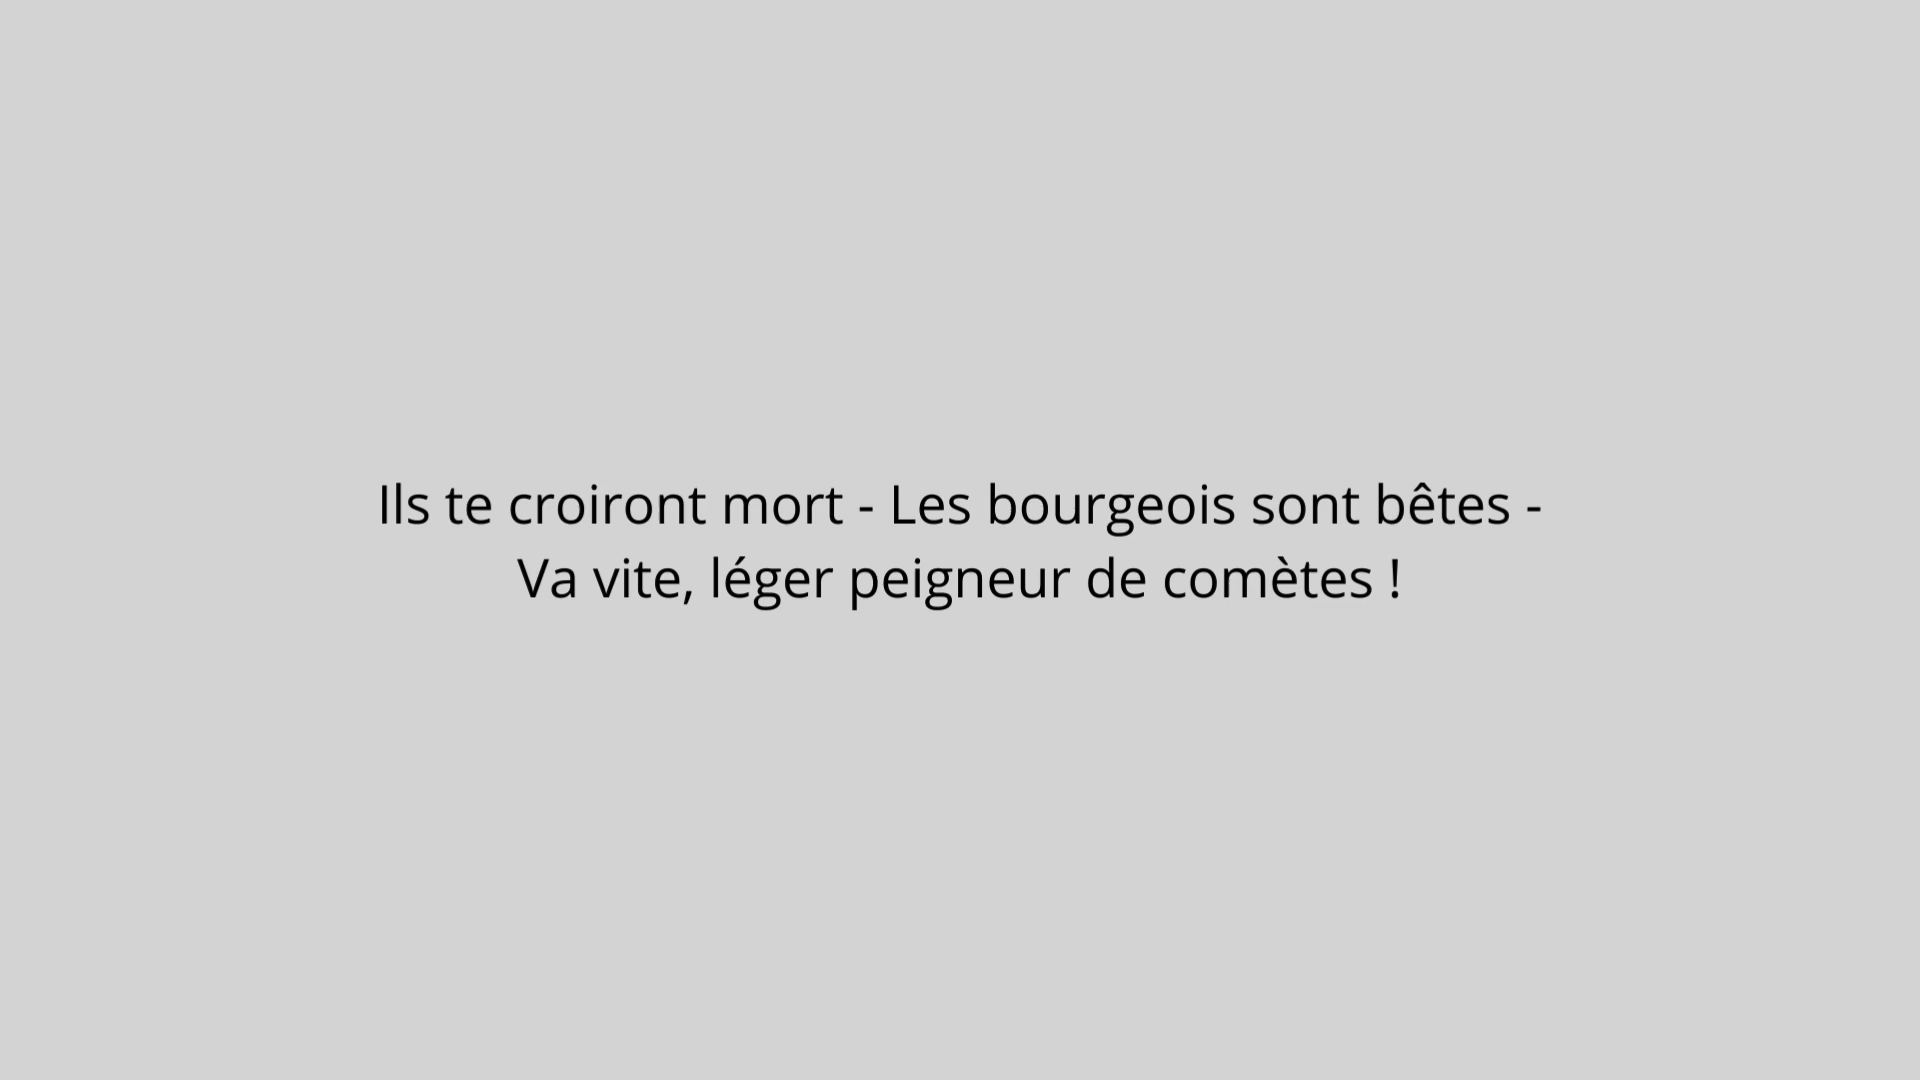 Ils te croiront mort - Les bourgeois sont bêtes -
Va vite, léger peigneur de comètes !